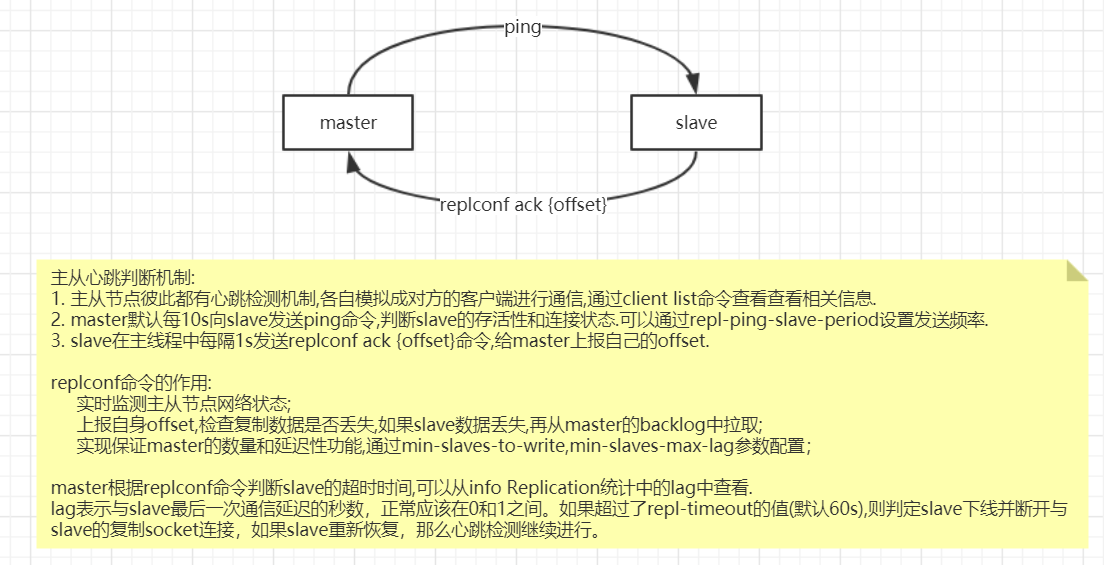 ping
master
slave
replconf ack {offset}
主从心跳判断机制:
1. 主从节点彼此都有心跳检测机制,各自模拟成对方的客户端进行通信,通过client list命令查看查看相关信息.
2. master默认每10s向slave发送ping命令,判断slave的存活性和连接状态.可以通过repl-ping-slave-period设置发送频率.
3. slave在主线程中每隔1s发送replconf ack {offset}命令,给master上报自己的offset.
replconf命令的作用:
实时监测主从节点网络状态;
上报自身offset,检查复制数据是否丢失,如果slave数据丢失,再从master的backlog中拉取;
实现保证master的数量和延迟性功能,通过min-slaves-to-write,min-slaves-max-lag参数配置；
master根据replconf命令判断slave的超时时间,可以从info Replication统计中的lag中查看.
lag表示与slave最后一次通信延迟的秒数，正常应该在0和1之间。如果超过了repl-timeout的值(默认60s),则判定slave下线并断开与
slave的复制socket连接，如果slave重新恢复，那么心跳检测继续进行。